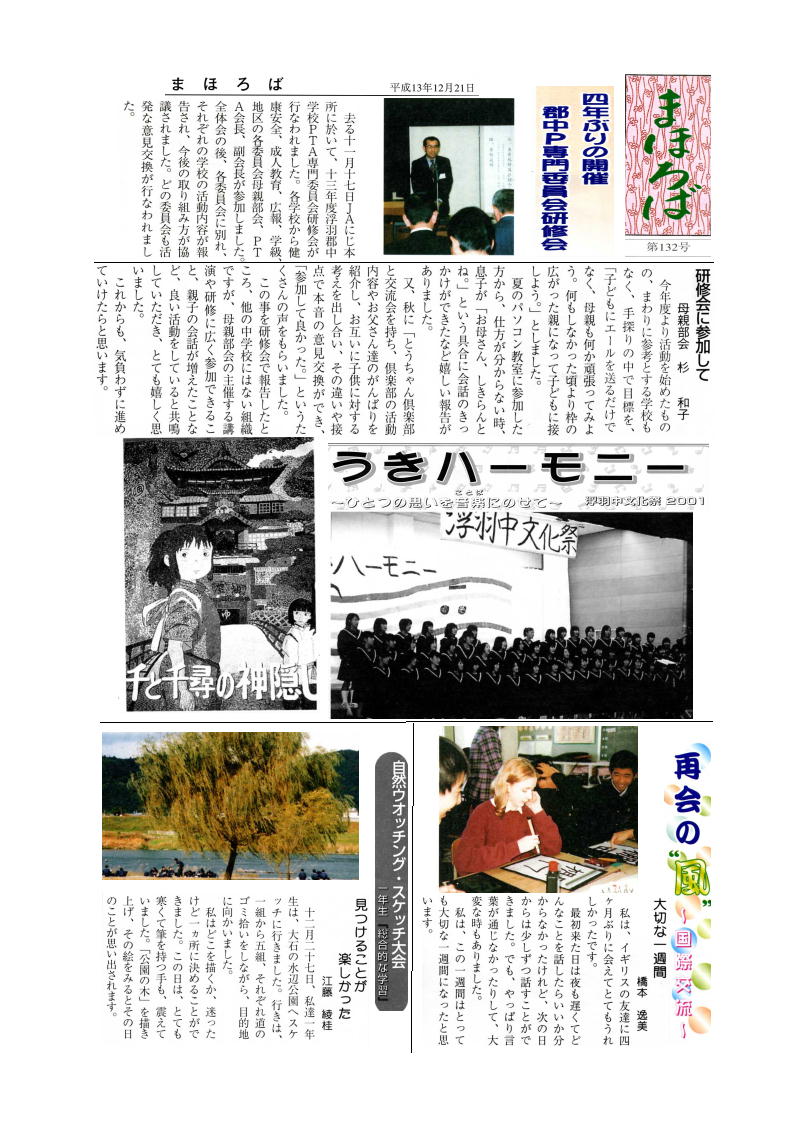 まほろば
平成13年12月21日
まほろば
第132号
四年ぶりの開催
郡中P専門委員会研修会
去る十一月十七日JAにじ本
所に於いて、十三年度浮羽郡中
学校PTA専門委員会研修会が
行なわれました。各学校から健
康安全、成人教育、広報、学級、
地区の各委員会母親部会、PT
A会長、副会長が参加しました。
全体会の後、各委員会に別れ、
それぞれの学校の活動内容が報
告され、今後の取り組み方が協
議されました。どの委員会も活
発な意見交換が行なわれまし
た。
研修会に参加して
母親部会 杉 和子
今年度より活動を始めたもの
の、まわりに参考とする学校も
なく、手探りの中で目標を、
「子どもにエールを送るだけで
なく、母親も何か頑張ってみよ
う。何もしなかった頃より枠の
広がった親になって子どもに接
しよう。」としました。
夏のパソコン教室に参加した
方から、仕方が分からない時、
息子が「お母さん、しきらんと
ね。」という具合に会話のきっ
かけができたなど嬉しい報告が
ありました。
又、秋に「とうちゃん倶楽部
と交流会を持ち、倶楽部の活動
内容やお父さん達のがんばりを
紹介し、お互いに子供に対する
考えを出し合い、その違いや接
点で本音の意見交換ができ、
「参加して良かった。」というた
くさんの声をもらいました。
この事を研修会で報告したと
ころ、他の中学校にはない組織
ですが、母親部会の主催する講
演や研修に広く参加できるこ
と、親子の会話が増えたことな
ど、良い活動をしていると共鳴
していただき、とても嬉しく思
いました。
これからも、気負わずに進め
ていけたらと思います。
うきハーモニー
～ひとつの思いを音楽にのせて～
ことば
浮羽中文化祭 2001
浮羽中文化祭
ハーモニー
ゆ
千と千尋の神隠し
再会の“風”
～国際交流～
大切な一週間
橋本 逸美
私は、イギリスの友達に四
ヶ月ぶりに会えてとてもうれ
しかったです。
最初来た日は夜も遅くてど
んなことを話したらいいか分
からなかったけれど、次の日
からは少しずつ話すことがで
きました。でも、やっぱり言
葉が通じなかったりして、大
変な時もありました。
私は、この一週間はとって
も大切な一週間になったと思
います。
自然ウオッチング・スケッチ大会
一年生 総合的な学習
見つけることが
楽しかった
江藤 綾桂
十二月二十七日、私達一年
生は、大石の水辺公園へスケ
ッチに行きました。行きは、
一組から五組、それぞれ道の
ゴミ拾いをしながら、目的地
に向かいました。
私はどこを描くか、迷った
けど一ヵ所に決めることがで
きました。この日は、とても
寒くて筆を持つ手も、震えて
いました。「公園の木」を描き
上げ、その絵をみるとその日
のことが思い出されます。